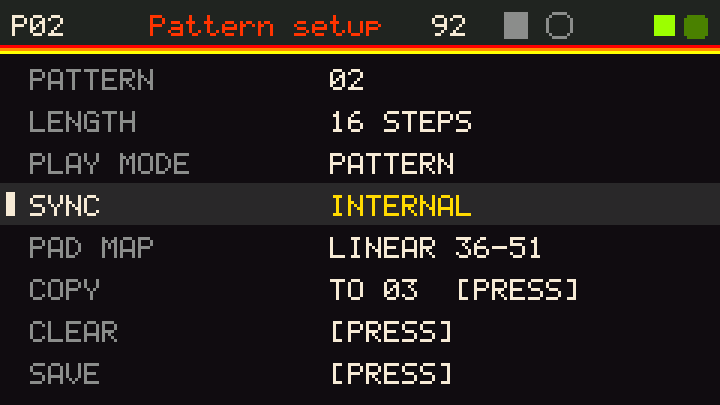 P02 Pattern setup 92
PATTERN 02
LENGTH 16 STEPS
PLAY MODE PATTERN
SYNC INTERNAL
PAD MAP LINEAR 36-51
COPY TO 03 [PRESS]
CLEAR [PRESS]
SAVE [PRESS]